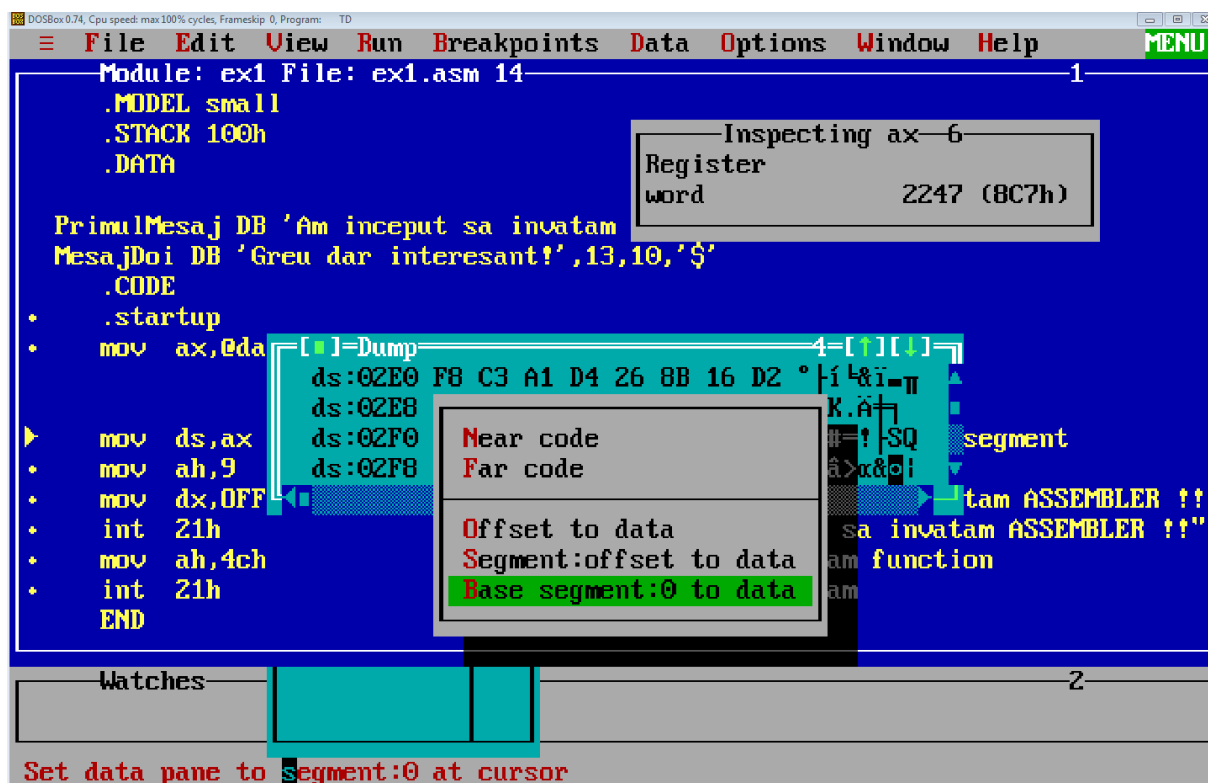 DOSBox 0.74, Cpu speed: max 100% cycles, Frameskip 0, Program: TD
≡ File Edit View Run Breakpoints Data Options Window Help MENU
Module: ex1 File: ex1.asm 14 1
.MODEL small
.STACK 100h
.DATA
Inspecting ax 6
Register
word 2247 (8C7h)
PrimulMesaj DB 'Am inceput sa invatam
MesajDoi DB 'Greu dar interesant!',13,10,'$'
.CODE
.startup
mov ax,@da
[■]=Dump 4=[↑][↓]
ds:02E0 F8 C3 A1 D4 26 8B 16 D2
ds:02E8
ds:02F0
ds:02F8
Near code
Far code
Offset to data
Segment:offset to data
Base segment:0 to data
mov ds,ax segment
mov ah,9
mov dx,OFF tam ASSEMBLER !!
int 21h sa invatam ASSEMBLER !!"
mov ah,4ch am function
int 21h am
END
Watches 2
Set data pane to segment:0 at cursor